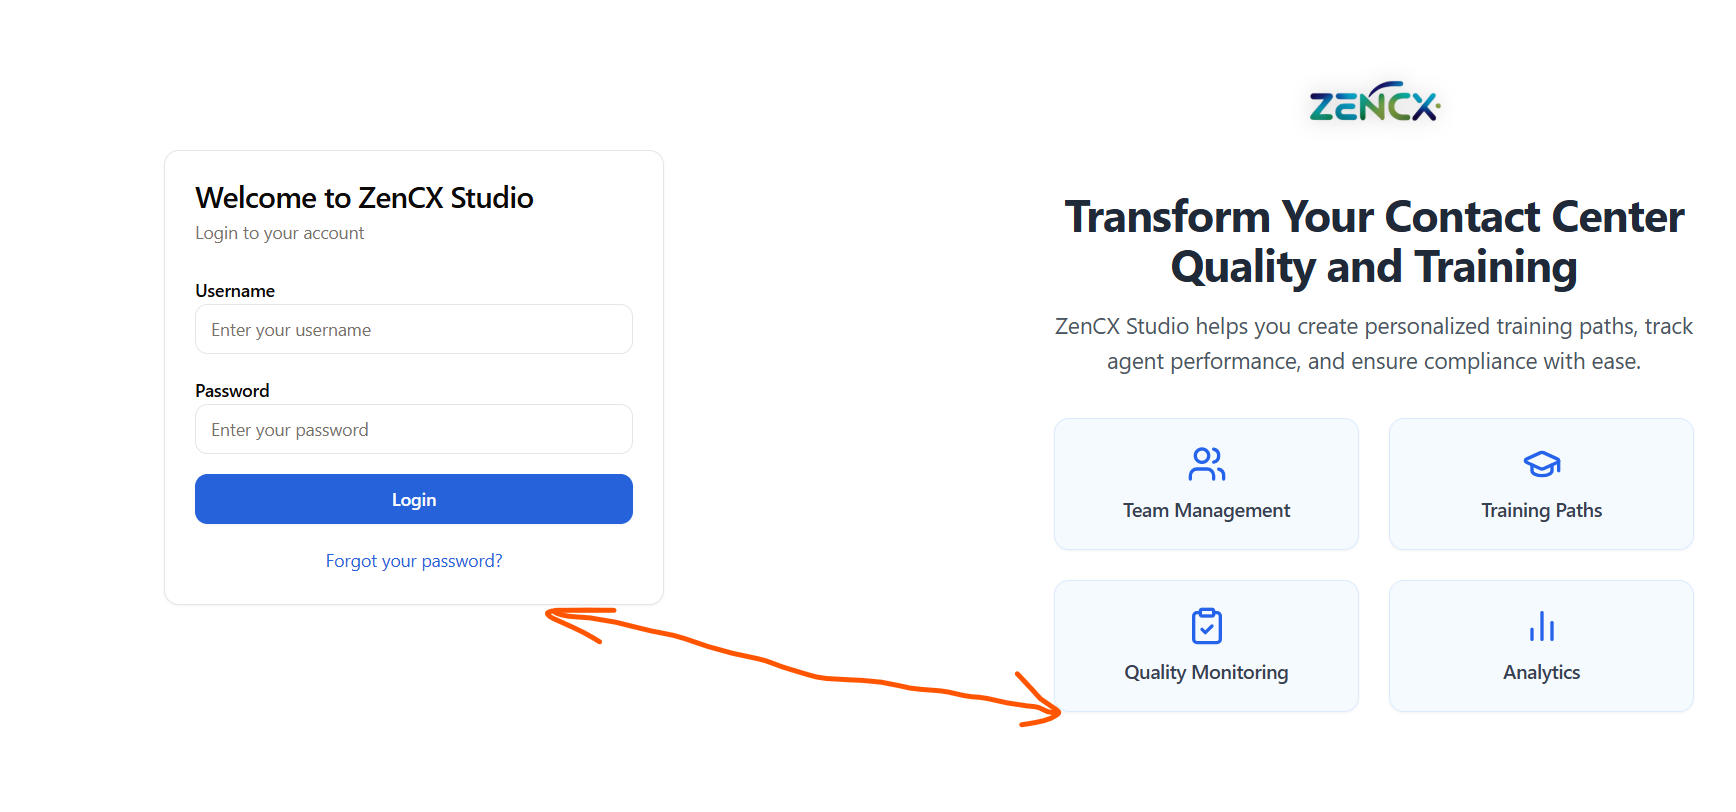 Welcome to ZenCX Studio
Login to your account
Username
Enter your username
Password
Enter your password
Login
Forgot your password?
ZENCX
Transform Your Contact Center
Quality and Training
ZenCX Studio helps you create personalized training paths, track
agent performance, and ensure compliance with ease.
Team Management
Training Paths
Quality Monitoring
Analytics